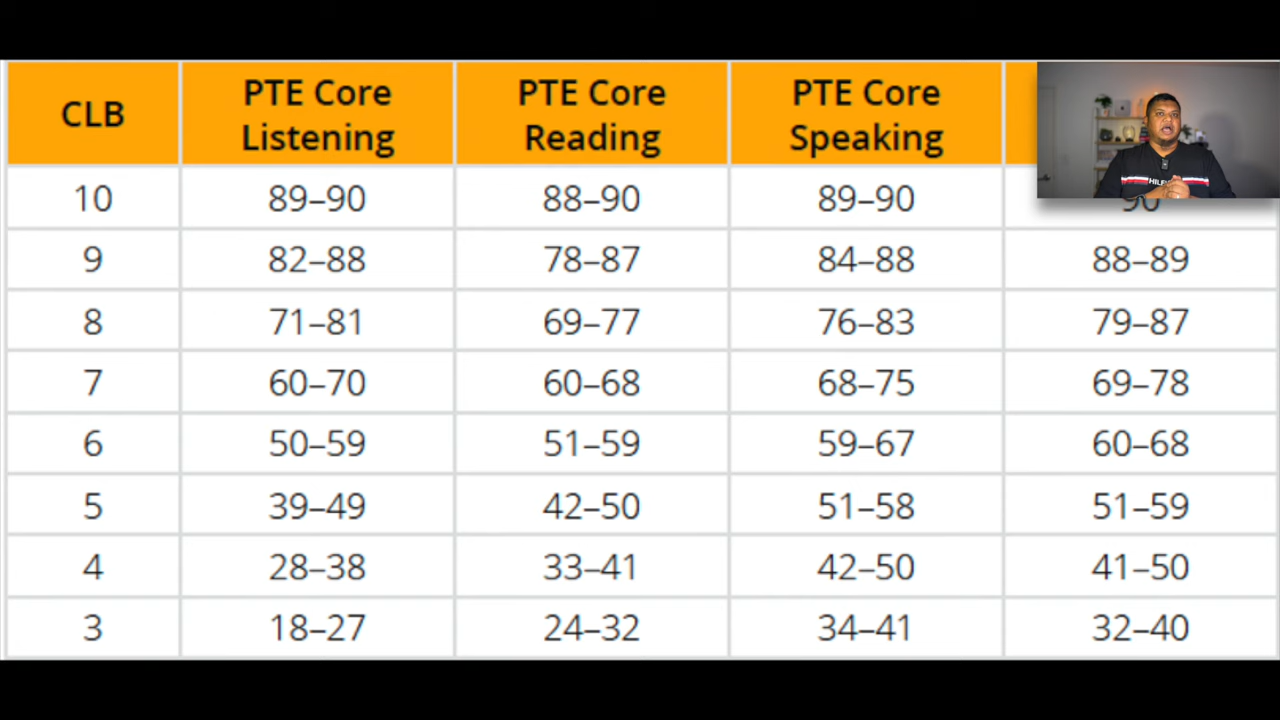 CLB PTE Core Listening PTE Core Reading PTE Core Speaking
10 89–90 88–90 89–90 90
9 82–88 78–87 84–88 88–89
8 71–81 69–77 76–83 79–87
7 60–70 60–68 68–75 69–78
6 50–59 51–59 59–67 60–68
5 39–49 42–50 51–58 51–59
4 28–38 33–41 42–50 41–50
3 18–27 24–32 34–41 32–40